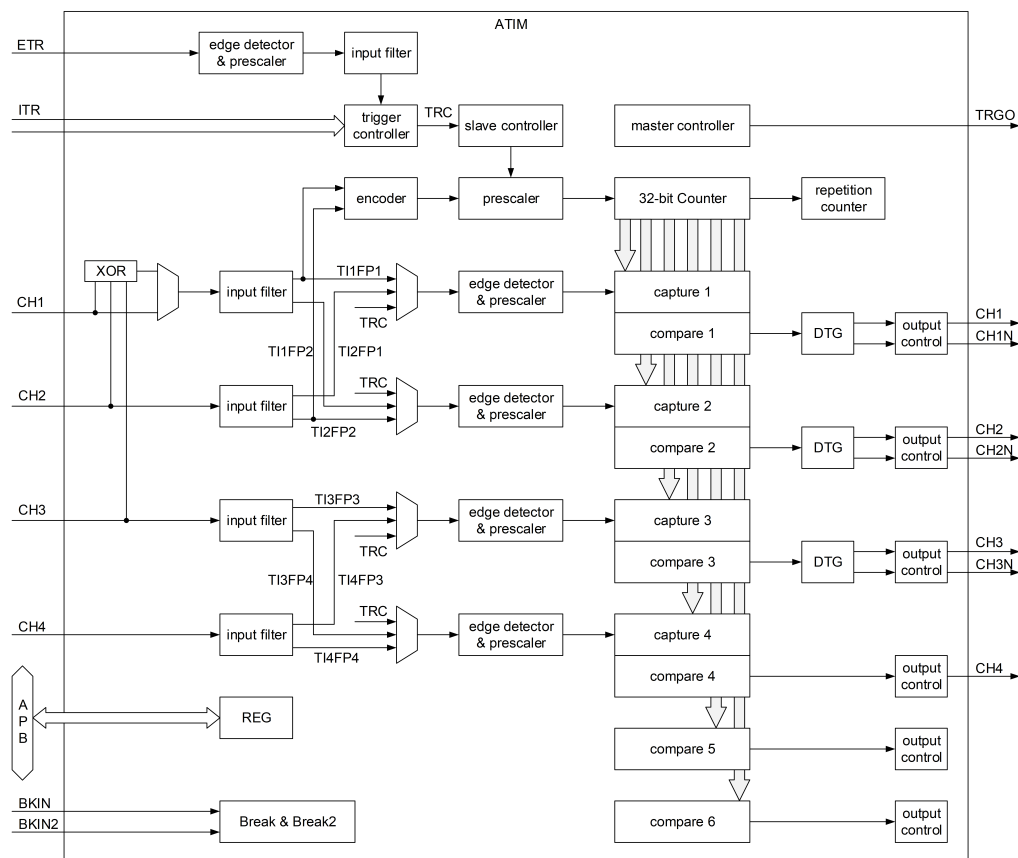 ATIM
ETR
edge detector
& prescaler
input filter
ITR
trigger
controller
TRC
slave controller
master controller
TRGO
encoder
prescaler
32-bit Counter
repetition
counter
XOR
CH1
input filter
TI1FP1
TRC
edge detector
& prescaler
capture 1
compare 1
DTG
output
control
CH1
CH1N
TI1FP2
TI2FP1
CH2
input filter
TRC
TI2FP2
edge detector
& prescaler
capture 2
compare 2
DTG
output
control
CH2
CH2N
CH3
input filter
TI3FP3
TRC
edge detector
& prescaler
capture 3
compare 3
DTG
output
control
CH3
CH3N
TI3FP4
TI4FP3
CH4
input filter
TRC
TI4FP4
edge detector
& prescaler
capture 4
compare 4
output
control
CH4
A
P
B
REG
compare 5
output
control
BKIN
BKIN2
Break & Break2
compare 6
output
control